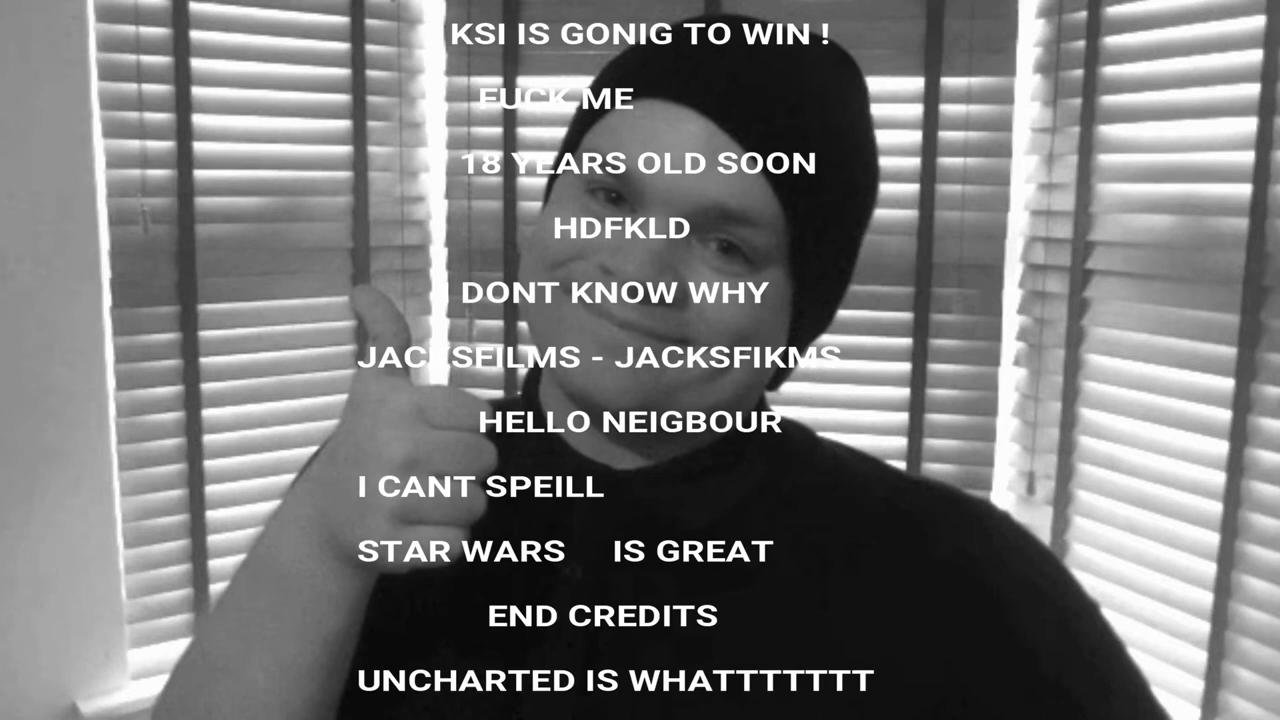 KSI IS GONIG TO WIN !
FUCK ME
18 YEARS OLD SOON
HDFKLD
I DONT KNOW WHY
JACKSFILMS - JACKSFIKMS
HELLO NEIGBOUR
I CANT SPEILL
STAR WARS IS GREAT
END CREDITS
UNCHARTED IS WHATTTTTTT